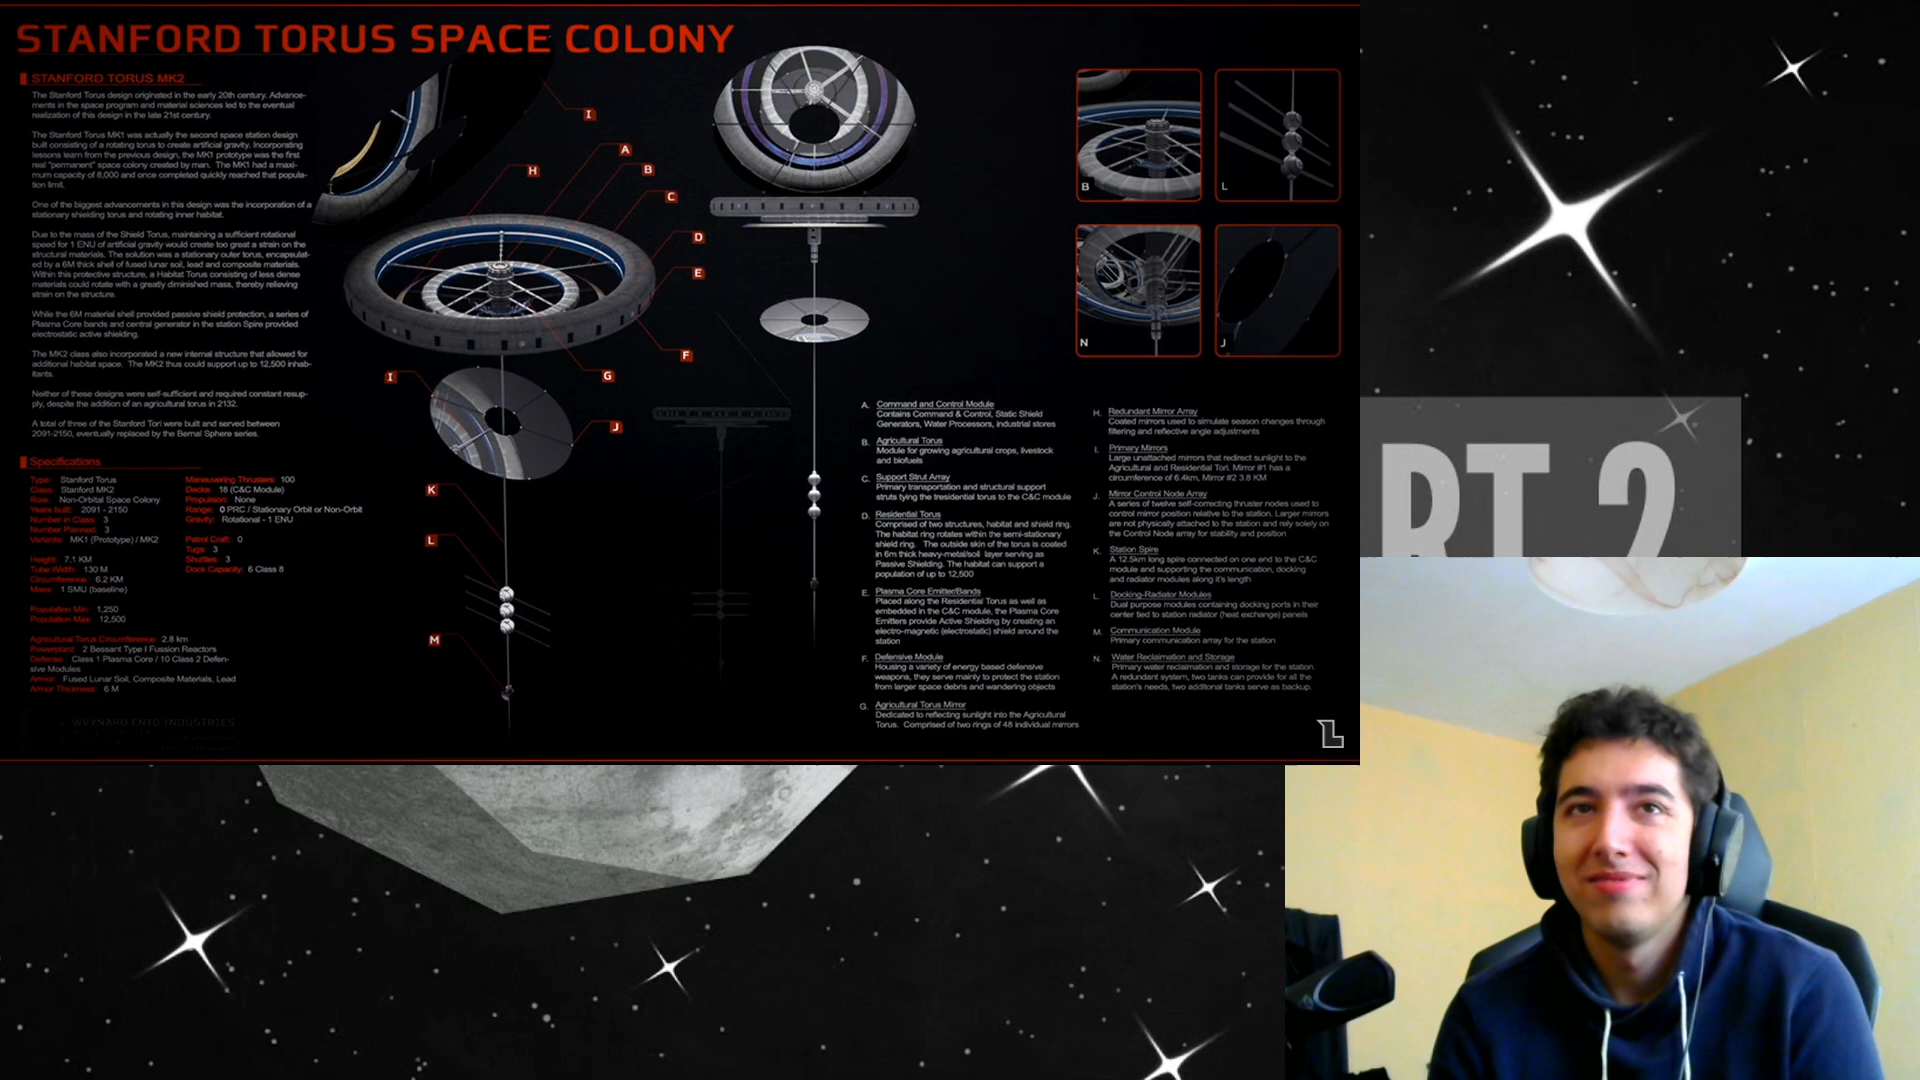 STANFORD TORUS SPACE COLONY
STANFORD TORUS MK2
The Stanford Torus design originated in the early 20th century. Advance-
ments in the space program and material sciences led to the eventual
realization of this design in the late 21st century.
The Stanford Torus MK1 was actually the second space station design
built consisting of a rotating torus to create artificial gravity. Incorporating
lessons learn from the previous design, the MK1 prototype was the first
real "permanent" space colony created by man. The MK1 had a maxi-
mum capacity of 8,000 and once completed quickly reached that popula-
tion limit.
One of the biggest advancements in this design was the incorporation of a
stationary shielding torus and rotating inner habitat.
Due to the mass of the Shield Torus, maintaining a sufficient rotational
speed for 1 ENU of artificial gravity would create too great a strain on the
structural materials. The solution was a stationary outer torus, encapsulat-
ed by a 6M thick shell of fused lunar soil, lead and composite materials.
Within this protective structure, a Habitat Torus consisting of less dense
materials could rotate with a greatly diminished mass, thereby relieving
strain on the structure.
While the 6M material shell provided passive shield protection, a series of
Plasma Core bands and central generator in the station Spire provided
electrostatic active shielding.
The MK2 class also incorporated a new internal structure that allowed for
additional habitat space. The MK2 thus could support up to 12,500 inhab-
itants.
Neither of these designs were self-sufficient and required constant resup-
ply, despite the addition of an agricultural torus in 2132.
A total of three of the Stanford Tori were built and served between
2091-2150, eventually replaced by the Bernal Sphere series.
Specifications
Type: Stanford Torus
Class: Stanford MK2
Role: Non-Orbital Space Colony
Years built: 2091 - 2150
Number in Class: 3
Number Planned: 3
Variants: MK1 (Prototype) / MK2
Height: 7.1 KM
Tube Width: 130 M
Circumference: 6.2 KM
Mass: 1 SMU (baseline)
Population Min: 1,250
Population Max: 12,500
Agricultural Torus Circumference: 2.8 km
Powerplant: 2 Bessant Type I Fussion Reactors
Defense: Class 1 Plasma Core / 10 Class 2 Defen-
sive Modules
Armor: Fused Lunar Soil, Composite Materials, Lead
Armor Thickness: 6 M
Maneuvering Thrusters: 100
Decks: 18 (C&C Module)
Propulsion: None
Range: 0 PRC / Stationary Orbit or Non-Orbit
Gravity: Rotational - 1 ENU
Patrol Craft: 0
Tugs: 3
Shuttles: 3
Dock Capacity: 6 Class 8
I
A
H
B
C
D
E
F
G
I
J
K
L
M
B
L
N
J
A. Command and Control Module
Contains Command & Control, Static Shield
Generators, Water Processors, industrial stores
B. Agricultural Torus
Module for growing agricultural crops, livestock
and biofuels
C. Support Strut Array
Primary transportation and structural support
struts tying the tresidential torus to the C&C module
D. Residential Torus
Comprised of two structures, habitat and shield ring.
The habitat ring rotates within the semi-stationary
shield ring. The outside skin of the torus is coated
in 6m thick heavy-metal/soil layer serving as
Passive Shielding. The habitat can support a
population of up to 12,500
E. Plasma Core Emitter/Bands
Placed along the Residential Torus as well as
embedded in the C&C module, the Plasma Core
Emitters provide Active Shielding by creating an
electro-magnetic (electrostatic) shield around the
station
F. Defensive Module
Housing a variety of energy based defensive
weapons, they serve mainly to protect the station
from larger space debris and wandering objects
G. Agricultural Torus Mirror
Dedicated to reflecting sunlight into the Agricultural
Torus. Comprised of two rings of 48 individual mirrors
H. Redundant Mirror Array
Coated mirrors used to simulate season changes through
filtering and reflective angle adjustments
I. Primary Mirrors
Large unattached mirrors that redirect sunlight to the
Agricultural and Residential Tori. Mirror #1 has a
circumference of 6.4km, Mirror #2 3.8 KM
J. Mirror Control Node Array
A series of twelve self-correcting thruster nodes used to
control mirror position relative to the station. Larger mirrors
are not physically attached to the station and rely solely on
the Control Node array for stability and position
K. Station Spire
A 12.5km long spire connected on one end to the C&C
module and supporting the communication, docking
and radiator modules along it's length
L. Docking-Radiator Modules
Dual purpose modules containing docking ports in their
center tied to station radiator (heat exchange) panels
M. Communication Module
Primary communication array for the station
N. Water Reclaimation and Storage
Primary water reclaimation and storage for the station.
A redundant system, two tanks can provide for all the
station's needs, two additonal tanks serve as backup.
RT 2